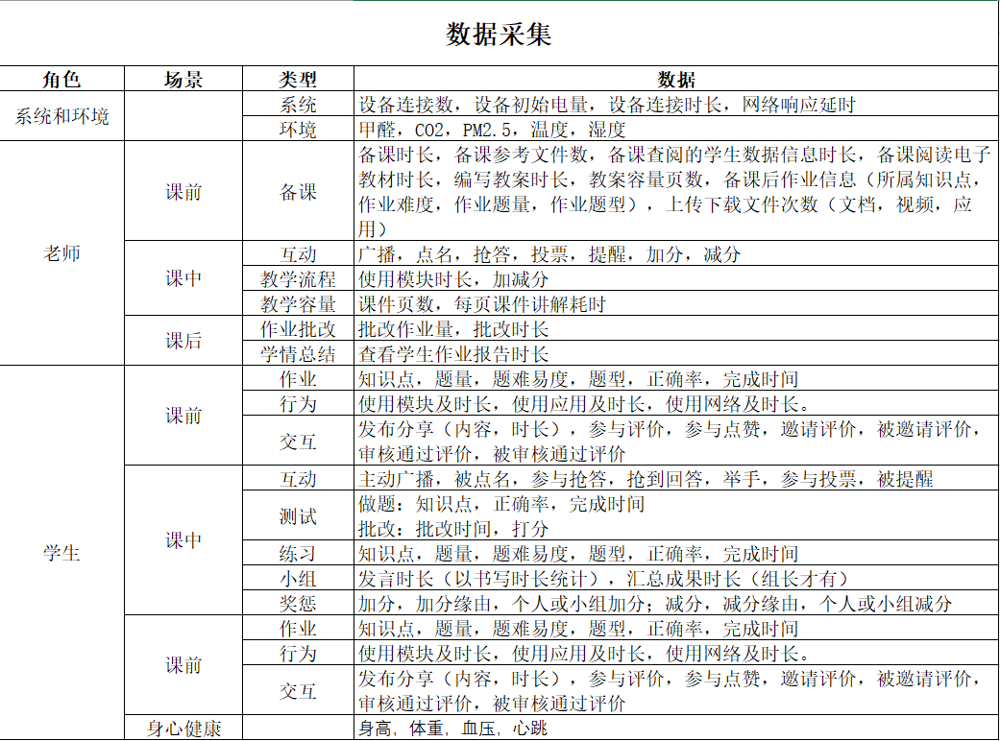 数据采集
角色 场景 类型 数据
系统和环境
系统 设备连接数，设备初始电量，设备连接时长，网络响应延时
环境 甲醛，CO2，PM2.5，温度，湿度
老师
课前
备课
备课时长，备课参考文件数，备课查阅的学生数据信息时长，备课阅读电子
教材时长，编写教案时长，教案容量页数，备课后作业信息（所属知识点，
作业难度，作业题量，作业题型），上传下载文件次数（文档，视频，应
用）
课中
互动 广播，点名，抢答，投票，提醒，加分，减分
教学流程 使用模块时长，加减分
教学容量 课件页数，每页课件讲解耗时
课后
作业批改 批改作业量，批改时长
学情总结 查看学生作业报告时长
学生
课前
作业 知识点，题量，题难易度，题型，正确率，完成时间
行为 使用模块及时长，使用应用及时长，使用网络及时长。
交互
发布分享（内容，时长），参与评价，参与点赞，邀请评价，被邀请评价，
审核通过评价，被审核通过评价
课中
互动 主动广播，被点名，参与抢答，抢到回答，举手，参与投票，被提醒
测试
做题：知识点，正确率，完成时间
批改：批改时间，打分
练习 知识点，题量，题难易度，题型，正确率，完成时间
小组 发言时长（以书写时长统计），汇总成果时长（组长才有）
奖惩 加分，加分缘由，个人或小组加分；减分，减分缘由，个人或小组减分
课前
作业 知识点，题量，题难易度，题型，正确率，完成时间
行为 使用模块及时长，使用应用及时长，使用网络及时长。
交互
发布分享（内容，时长），参与评价，参与点赞，邀请评价，被邀请评价，
审核通过评价，被审核通过评价
身心健康 身高，体重，血压，心跳